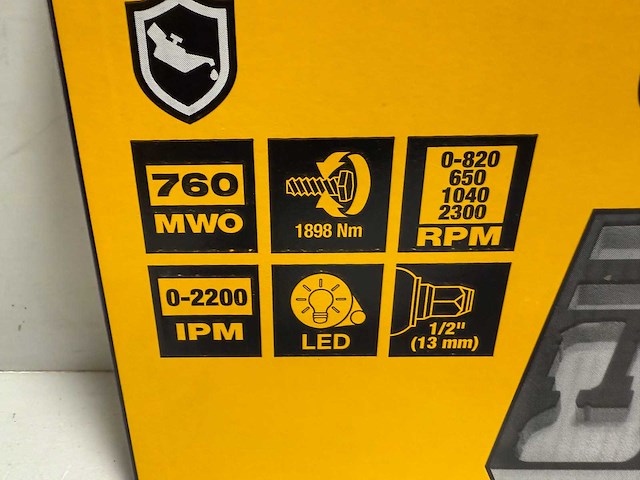 760
MWO
1898 Nm
0-820
650
1040
2300
RPM
0-2200
IPM
LED
1/2"
(13 mm)